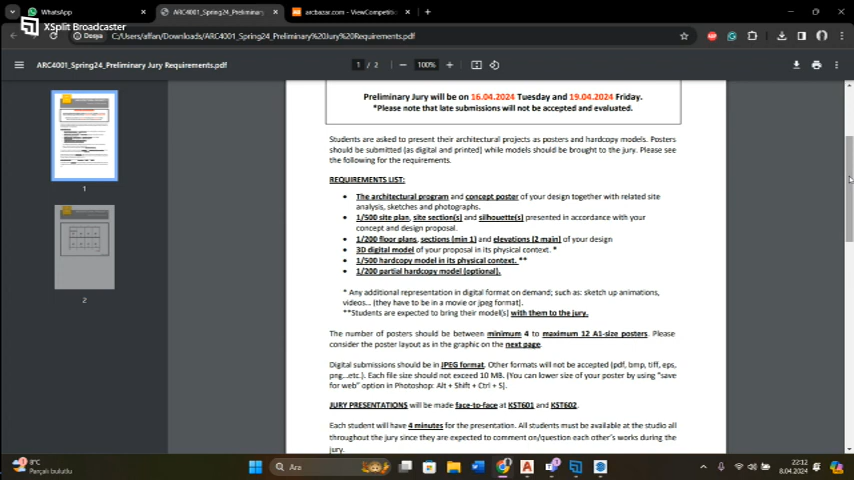 WhatsApp
ARC4001_Spring24_Preliminary
arcbazar.com - ViewCompetiti
XSplit Broadcaster
Dosya
C:/Users/affan/Downloads/ARC4001_Spring24_Preliminary%20Jury%20Requirements.pdf
ARC4001_Spring24_Preliminary Jury Requirements.pdf
1 / 2
100%
1
2
Preliminary Jury will be on 16.04.2024 Tuesday and 19.04.2024 Friday.
*Please note that late submissions will not be accepted and evaluated.
Students are asked to present their architectural projects as posters and hardcopy models. Posters
should be submitted (as digital and printed) while models should be brought to the jury. Please see
the following for the requirements.
REQUIREMENTS LIST:
• The architectural program and concept poster of your design together with related site
analysis, sketches and photographs.
• 1/500 site plan, site section(s) and silhouette(s) presented in accordance with your
concept and design proposal.
• 1/200 floor plans, sections (min 1) and elevations (2 main) of your design
• 3D digital model of your proposal in its physical context. *
• 1/500 hardcopy model in its physical context. **
• 1/200 partial hardcopy model (optional).
* Any additional representation in digital format on demand; such as: sketch up animations,
videos... (they have to be in a movie or jpeg format).
**Students are expected to bring their model(s) with them to the jury.
The number of posters should be between minimum 4 to maximum 12 A1-size posters. Please
consider the poster layout as in the graphic on the next page.
Digital submissions should be in JPEG format. Other formats will not be accepted (pdf, bmp, tiff, eps,
png...etc.). Each file size should not exceed 10 MB. (You can lower size of your poster by using "save
for web" option in Photoshop: Alt + Shift + Ctrl + S).
JURY PRESENTATIONS will be made face-to-face at KST601 and KST602.
Each student will have 4 minutes for the presentation. All students must be available at the studio all
throughout the jury since they are expected to comment on/question each other's works during the
jury.
8°C
Parçalı bulutlu
Ara
22:12
8.04.2024